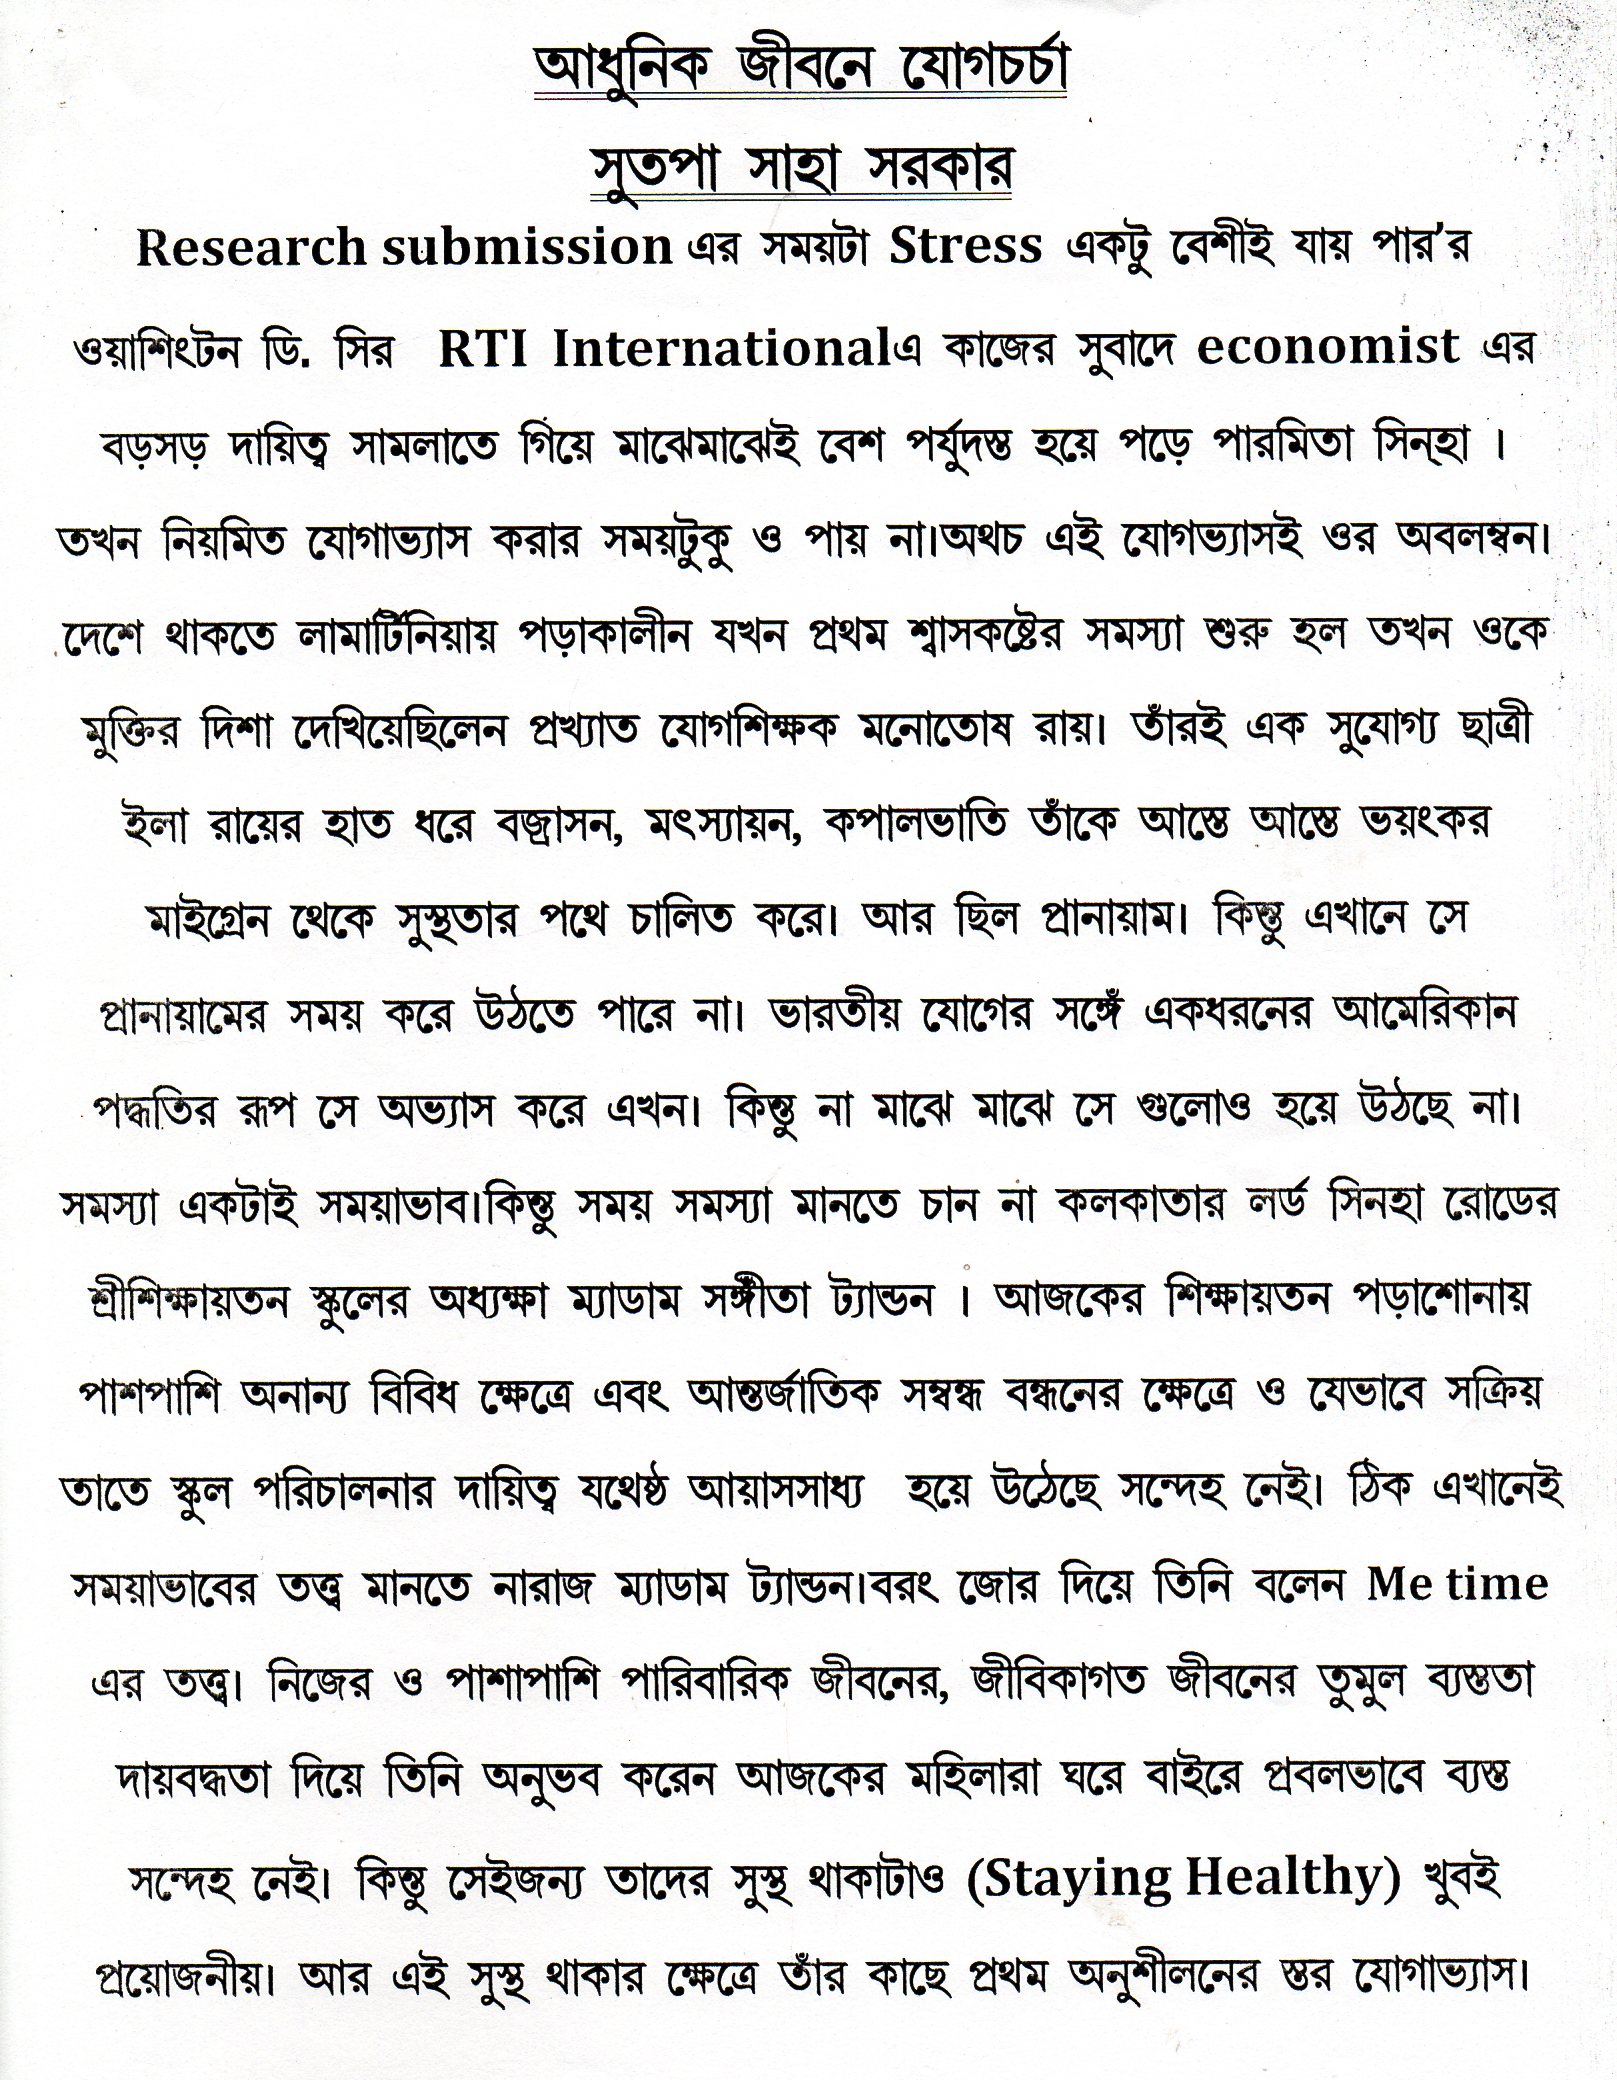 আধুনিক জীবনে যোগচর্চা
সুতপা সাহা সরকার
Research submission এর সময়টা Stress একটু বেশীই যায় পার’র
ওয়াশিংটন ডি. সির RTI Internationalএ কাজের সুবাদে economist এর
বড়সড় দায়িত্ব সামলাতে গিয়ে মাঝেমাঝেই বেশ পর্যুদস্ত হয়ে পড়ে পারমিতা সিন্‌হা ।
তখন নিয়মিত যোগাভ্যাস করার সময়টুকু ও পায় না।অথচ এই যোগভ্যাসই ওর অবলম্বন।
দেশে থাকতে লামার্টিনিয়ায় পড়াকালীন যখন প্রথম শ্বাসকষ্টের সমস্যা শুরু হল তখন ওকে
মুক্তির দিশা দেখিয়েছিলেন প্রখ্যাত যোগশিক্ষক মনোতোষ রায়। তাঁরই এক সুযোগ্য ছাত্রী
ইলা রায়ের হাত ধরে বজ্রাসন, মৎস্যায়ন, কপালভাতি তাঁকে আস্তে আস্তে ভয়ংকর
মাইগ্রেন থেকে সুস্থতার পথে চালিত করে। আর ছিল প্রানায়াম। কিন্তু এখানে সে
প্রানায়ামের সময় করে উঠতে পারে না। ভারতীয় যোগের সঙ্গেঁ একধরনের আমেরিকান
পদ্ধতির রূপ সে অভ্যাস করে এখন। কিন্তু না মাঝে মাঝে সে গুলোও হয়ে উঠছে না।
সমস্যা একটাই সময়াভাব।কিন্তু সময় সমস্যা মানতে চান না কলকাতার লর্ড সিনহা রোডের
শ্রীশিক্ষায়তন স্কুলের অধ্যক্ষা ম্যাডাম সঙ্গীঁতা ট্যান্ডন । আজকের শিক্ষায়তন পড়াশোনায়
পাশপাশি অনান্য বিবিধ ক্ষেত্রে এবং আন্তর্জাতিক সম্বন্ধ বন্ধনের ক্ষেত্রে ও যেভাবে সক্রিয়
তাতে স্কুল পরিচালনার দায়িত্ব যথেষ্ঠ আয়াসসাধ্য হয়ে উঠেছে সন্দেহ নেই। ঠিক এখানেই
সময়াভাবের তত্ত্ব মানতে নারাজ ম্যাডাম ট্যান্ডন।বরং জোর দিয়ে তিনি বলেন Me time
এর তত্ত্ব। নিজের ও পাশাপাশি পারিবারিক জীবনের, জীবিকাগত জীবনের তুমুল ব্যস্ততা
দায়বদ্ধতা দিয়ে তিনি অনুভব করেন আজকের মহিলারা ঘরে বাইরে প্রবলভাবে ব্যস্ত
সন্দেহ নেই। কিন্তু সেইজন্য তাদের সুস্থ থাকাটাও (Staying Healthy) খুবই
প্রয়োজনীয়। আর এই সুস্থ থাকার ক্ষেত্রে তাঁর কাছে প্রথম অনুশীলনের স্তর যোগাভ্যাস।